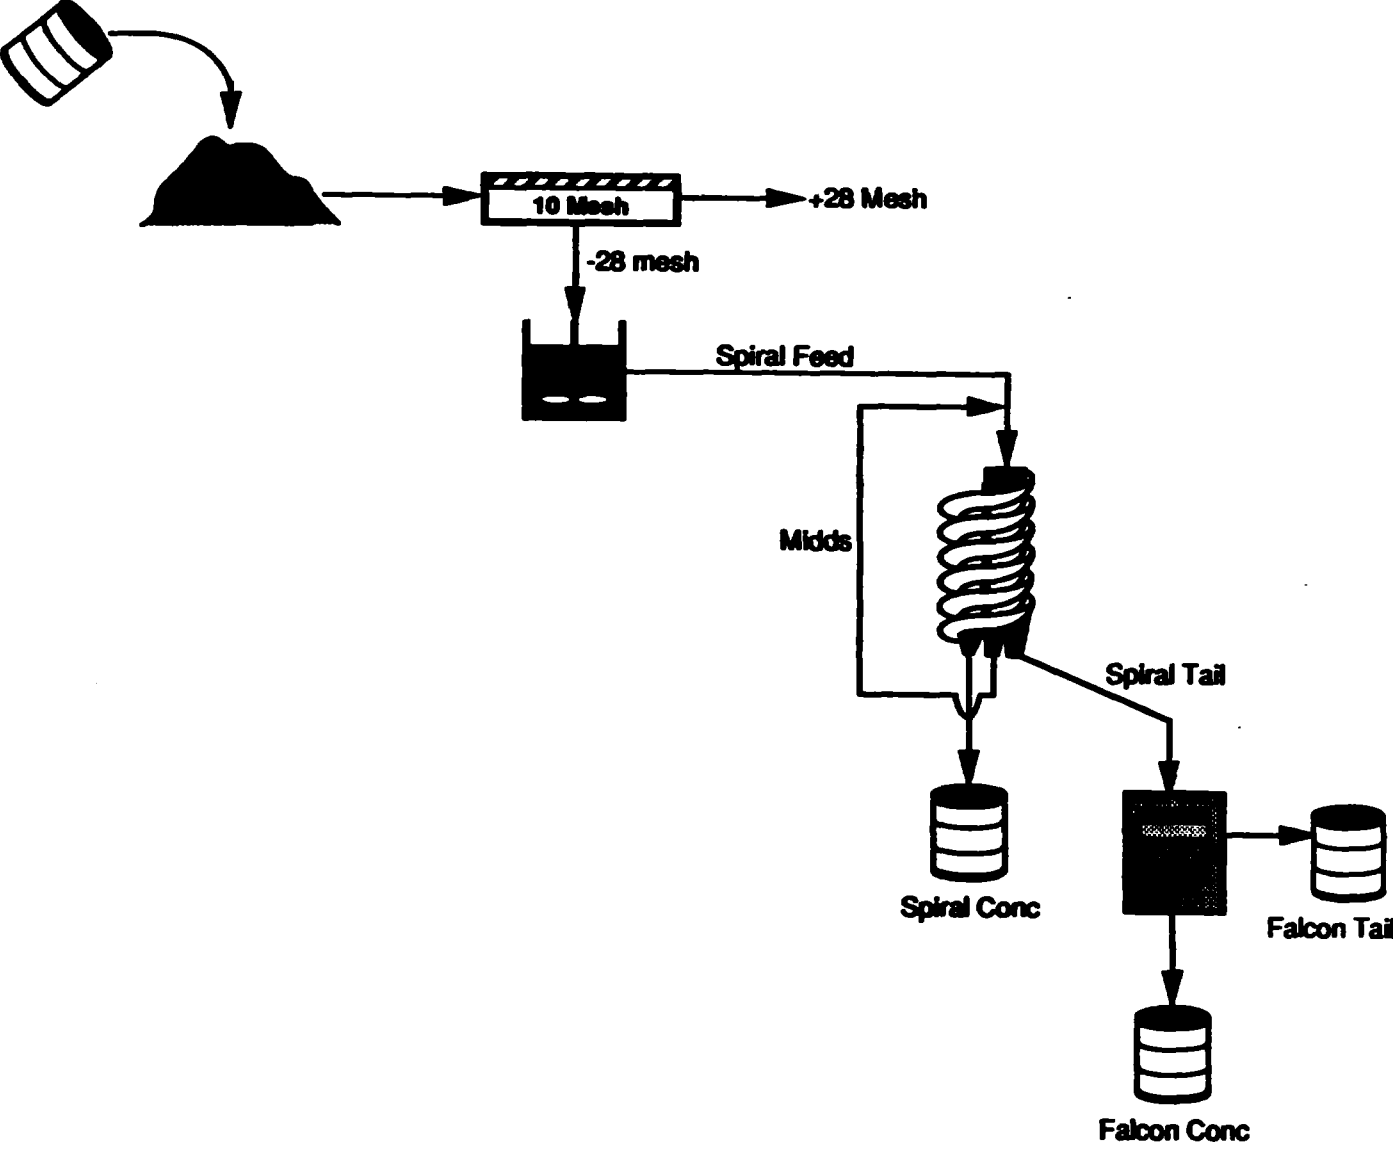 10 Mesh
+28 Mesh
-28 mesh
Spiral Feed
Midds
Spiral Tail
Spiral Conc
Falcon Tail
Falcon Conc